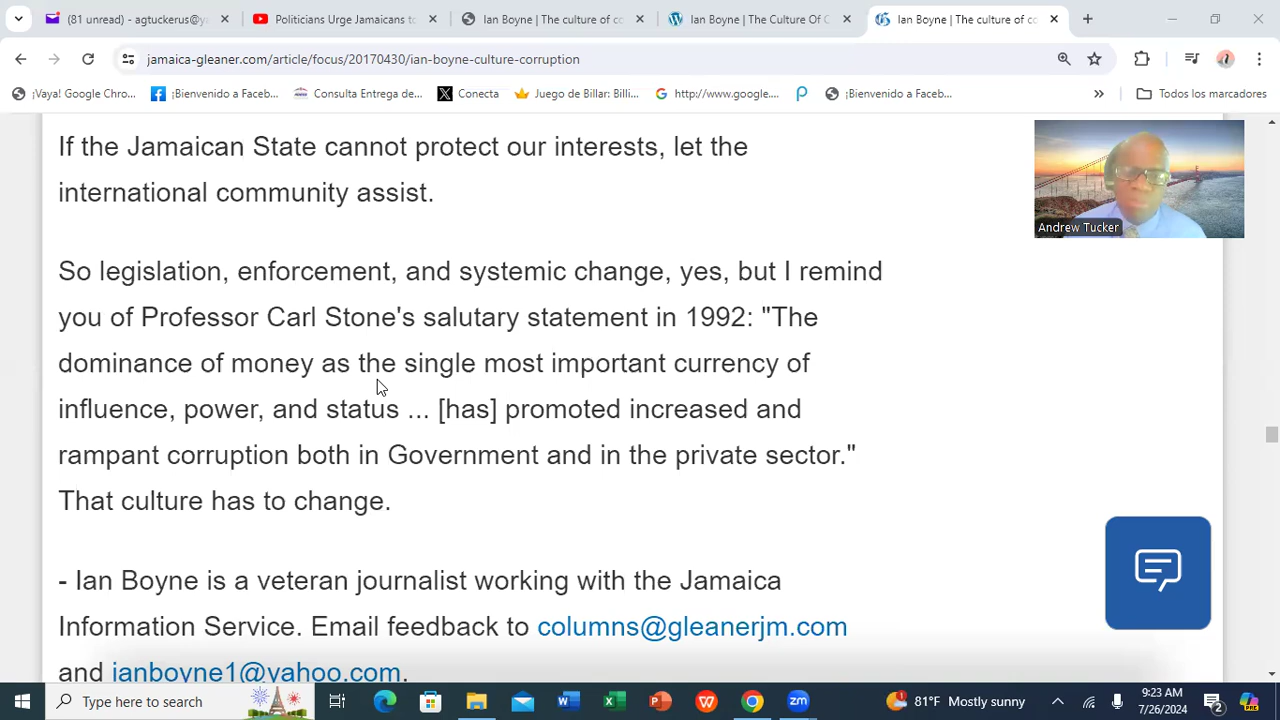 (81 unread) - agtuckerus@y
Politicians Urge Jamaicans to
Ian Boyne | The culture of co
Ian Boyne | The Culture Of C
Ian Boyne | The culture of co
jamaica-gleaner.com/article/focus/20170430/ian-boyne-culture-corruption
¡Vaya! Google Chro...
¡Bienvenido a Faceb...
Consulta Entrega de...
Conecta
Juego de Billar: Billi...
http://www.google....
¡Bienvenido a Faceb...
»
Todos los marcadores
If the Jamaican State cannot protect our interests, let the
international community assist.
Andrew Tucker
So legislation, enforcement, and systemic change, yes, but I remind
you of Professor Carl Stone's salutary statement in 1992: "The
dominance of money as the single most important currency of
influence, power, and status ... [has] promoted increased and
rampant corruption both in Government and in the private sector."
That culture has to change.
- Ian Boyne is a veteran journalist working with the Jamaica
Information Service. Email feedback to columns@gleanerjm.com
and ianboyne1@yahoo.com.
Type here to search
81°F Mostly sunny
9:23 AM
7/26/2024